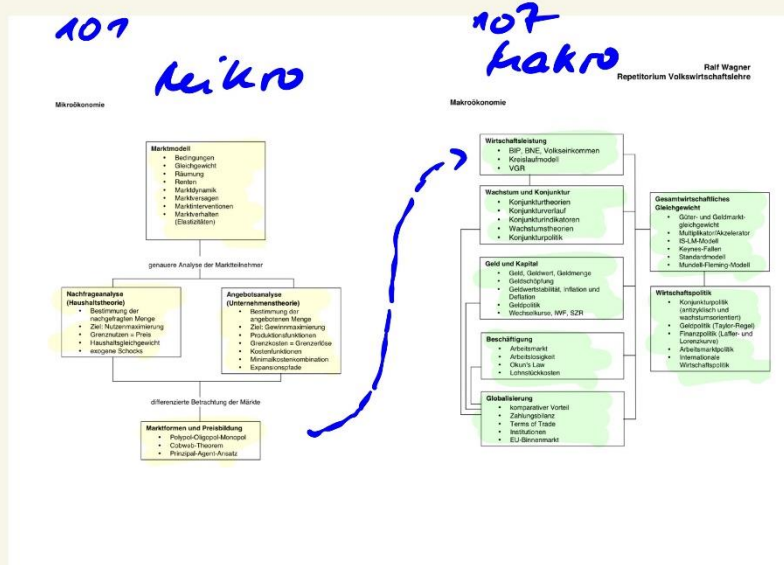 101
Mikro
107
Makro
Ralf Wagner
Repetitorium Volkswirtschaftslehre
Mikroökonomie
Marktmodell
• Bedingungen
• Gleichgewicht
• Räumung
• Renten
• Marktdynamik
• Marktversagen
• Marktinterventionen
• Marktverhalten
(Elastizitäten)
genauere Analyse der Marktteilnehmer
Nachfrageanalyse
(Haushaltstheorie)
• Bestimmung der
nachgefragten Menge
• Ziel: Nutzenmaximierung
• Grenznutzen = Preis
• Haushaltsgleichgewicht
• exogene Schocks
Angebotsanalyse
(Unternehmenstheorie)
• Bestimmung der
angebotenen Menge
• Ziel: Gewinnmaximierung
• Produktionsfunktionen
• Grenzkosten = Grenzerlöse
• Kostenfunktionen
• Minimalkostenkombination
• Expansionspfade
differenzierte Betrachtung der Märkte
Marktformen und Preisbildung
• Polypol-Oligopol-Monopol
• Cobweb-Theorem
• Prinzipal-Agent-Ansatz
Makroökonomie
Wirtschaftsleistung
• BIP, BNE, Volkseinkommen
• Kreislaufmodell
• VGR
Wachstum und Konjunktur
• Konjunkturtheorien
• Konjunkturverlauf
• Konjunkturindikatoren
• Wachstumstheorien
• Konjunkturpolitik
Geld und Kapital
• Geld, Geldwert, Geldmenge
• Geldschöpfung
• Geldwertstabilität, Inflation und
Deflation
• Geldpolitik
• Wechselkurse, IWF, SZR
Beschäftigung
• Arbeitsmarkt
• Arbeitslosigkeit
• Okun's Law
• Lohnstückkosten
Globalisierung
• komparativer Vorteil
• Zahlungsbilanz
• Terms of Trade
• Institutionen
• EU-Binnenmarkt
Gesamtwirtschaftliches
Gleichgewicht
• Güter- und Geldmarkt-
gleichgewicht
• Multiplikator/Akzelerator
• IS-LM-Modell
• Keynes-Fallen
• Standardmodell
• Mundell-Fleming-Modell
Wirtschaftspolitik
• Konjunkturpolitik
(antizyklisch und
wachstumsorientiert)
• Geldpolitik (Taylor-Regel)
• Finanzpolitik (Laffer- und
Lorenzkurve)
• Arbeitsmarktpolitik
• Internationale
Wirtschaftspolitik